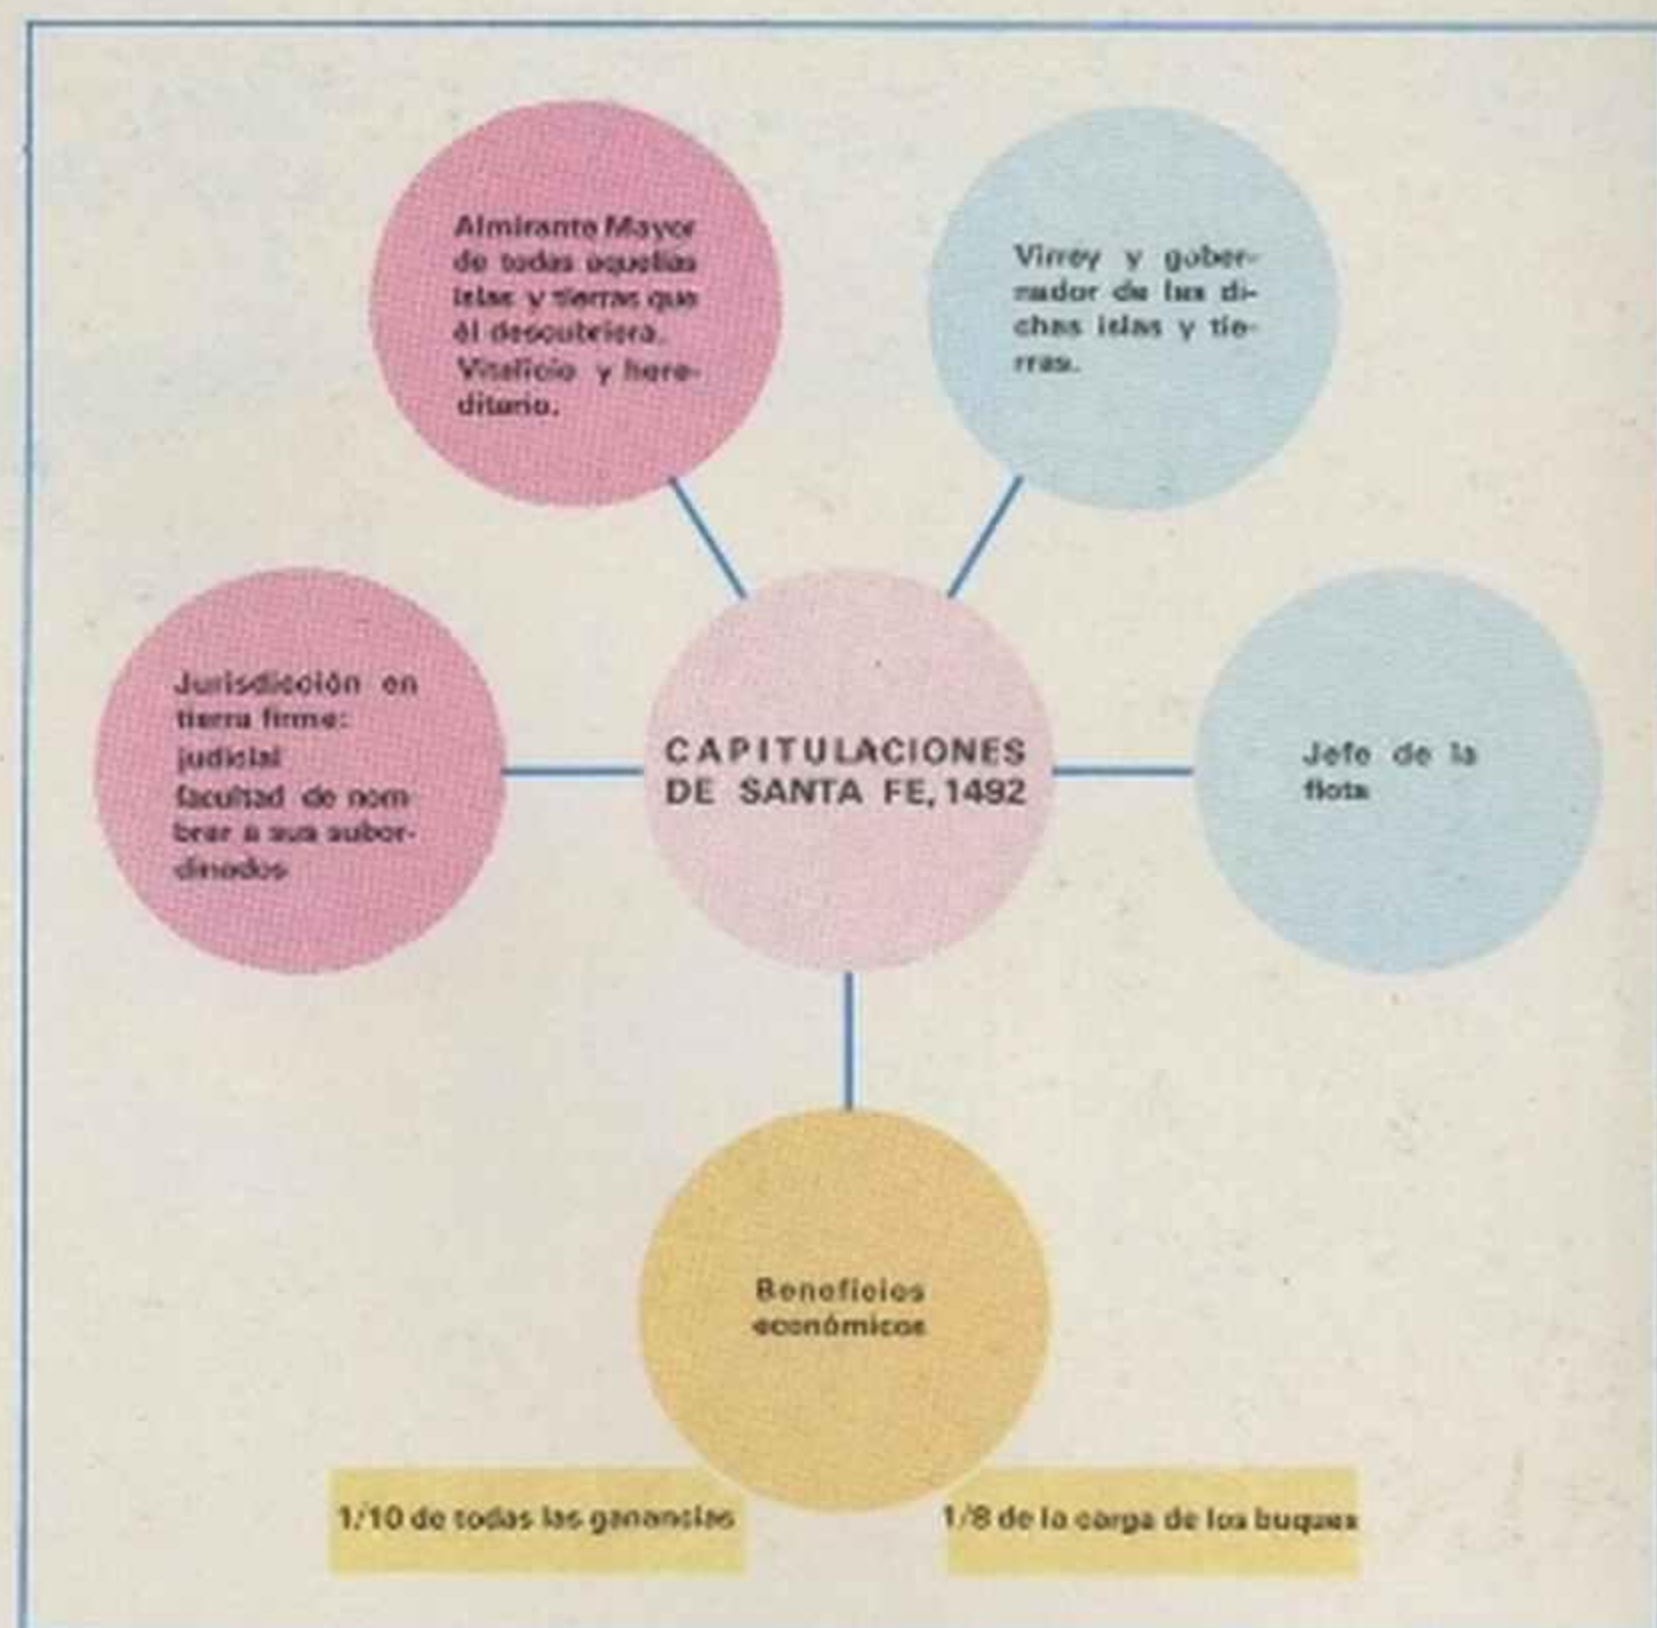 Almirante Mayor
de todas aquellas
islas y tierras que
él descubriera.
Vitalicio y here-
ditario.
Virrey y gober-
nador de las di-
chas islas y tie-
rras.
Jurisdicción en
tierra firme:
judicial
facultad de nom-
brar a sus subor-
dinados
CAPITULACIONES
DE SANTA FE, 1492
Jefe de la
flota
Beneficios
económicos
1/10 de todas las ganancias
1/8 de la carga de los buques